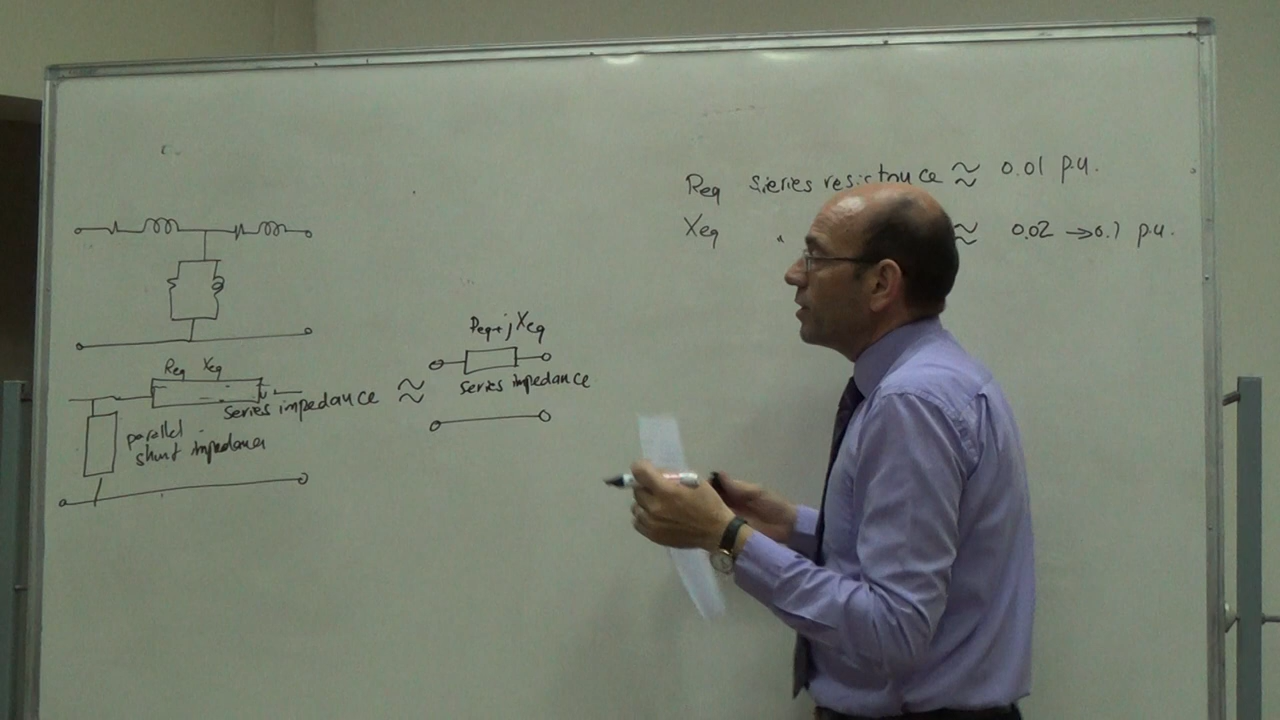 Req sieries resistance ≈ 0.01 p.u.
Xeq ≈ 0.02 → 0.1 p.u.
Req Xeq
series impedance ≈
parallel
shunt impedance
Req+jXeq
series impedance